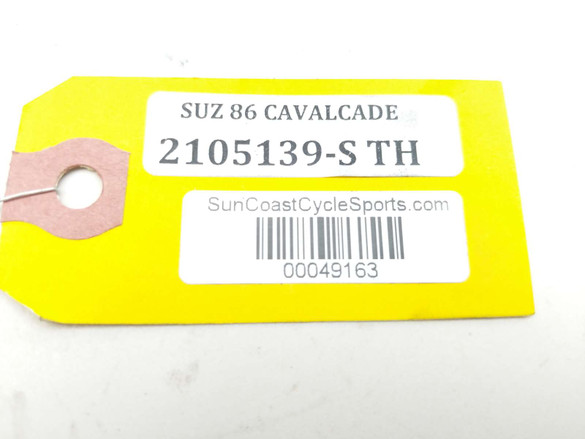 SUZ 86 CAVALCADE
2105139-S TH
SunCoastCycleSports.com
00049163